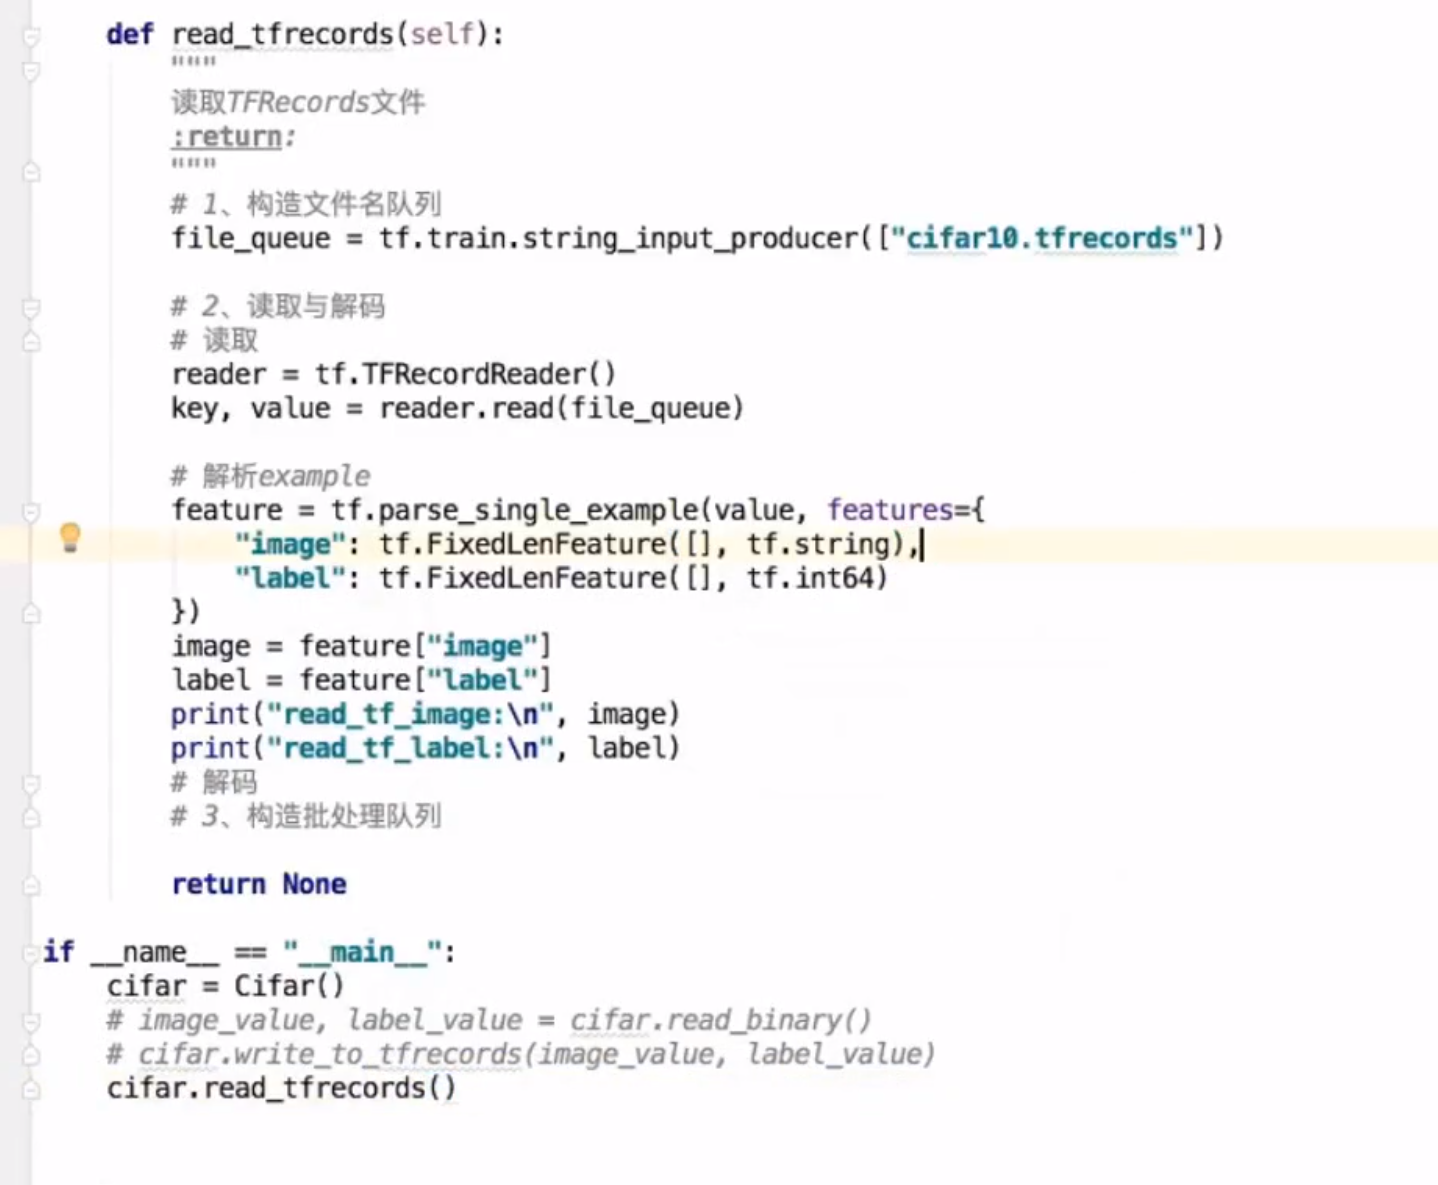 def read_tfrecords(self):
"""
读取TFRecords文件
:return:
"""
# 1、构造文件名队列
file_queue = tf.train.string_input_producer(["cifar10.tfrecords"])
# 2、读取与解码
# 读取
reader = tf.TFRecordReader()
key, value = reader.read(file_queue)
# 解析example
feature = tf.parse_single_example(value, features={
"image": tf.FixedLenFeature([], tf.string),
"label": tf.FixedLenFeature([], tf.int64)
})
image = feature["image"]
label = feature["label"]
print("read_tf_image:\n", image)
print("read_tf_label:\n", label)
# 解码
# 3、构造批处理队列
return None
if __name__ == "__main__":
cifar = Cifar()
# image_value, label_value = cifar.read_binary()
# cifar.write_to_tfrecords(image_value, label_value)
cifar.read_tfrecords()